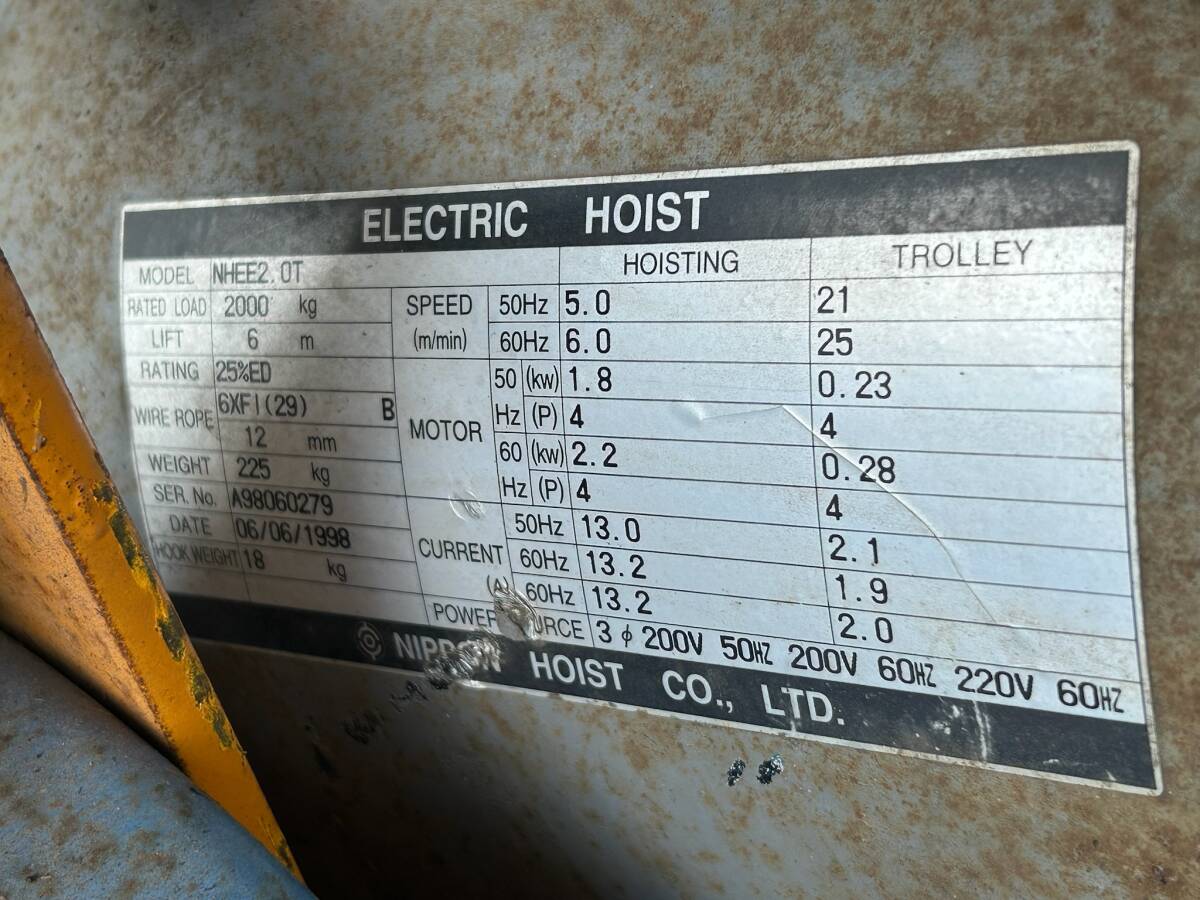 ELECTRIC HOIST
MODEL NHEE2.0T HOISTING TROLLEY
RATED LOAD 2000 kg SPEED 50Hz 5.0 21
LIFT 6 m (m/min) 60Hz 6.0 25
RATING 25%ED MOTOR 50 Hz (kw) 1.8 0.23
WIRE ROPE 6XFI(29) B (P) 4 4
12 mm 60 Hz (kw) 2.2 0.28
WEIGHT 225 kg (P) 4 4
SER. No. A98060279 CURRENT (A) 50Hz 13.0 2.1
DATE 06/06/1998 60Hz 13.2 1.9
HOOK WEIGHT 18 kg 60Hz 13.2 2.0
POWER 3 φ 200V 50HZ 200V 60HZ 220V 60HZ
NIPPON HOIST CO., LTD.